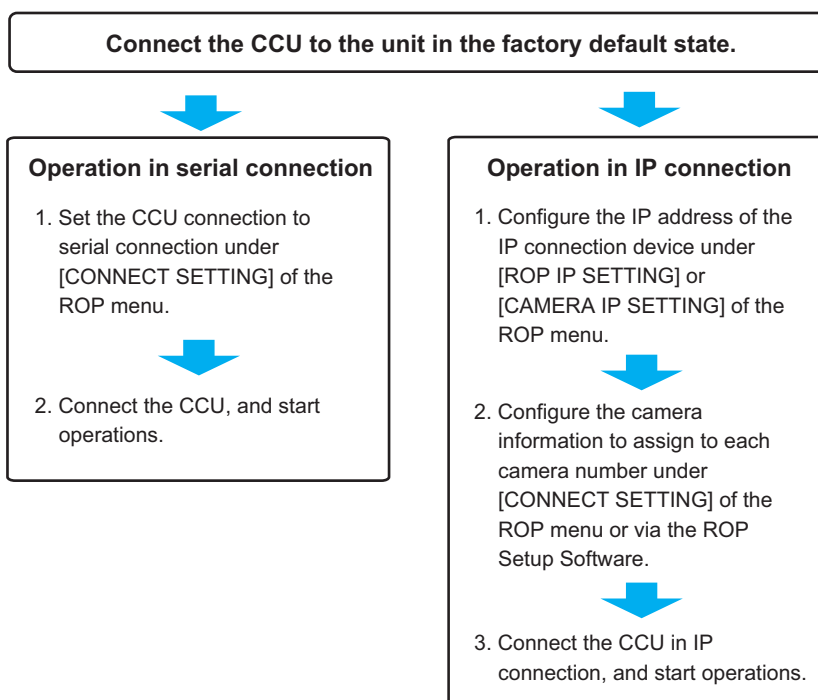 Connect the CCU to the unit in the factory default state.
Operation in serial connection
1. Set the CCU connection to
serial connection under
[CONNECT SETTING] of the
ROP menu.
2. Connect the CCU, and start
operations.
Operation in IP connection
1. Configure the IP address of the
IP connection device under
[ROP IP SETTING] or
[CAMERA IP SETTING] of the
ROP menu.
2. Configure the camera
information to assign to each
camera number under
[CONNECT SETTING] of the
ROP menu or via the ROP
Setup Software.
3. Connect the CCU in IP
connection, and start operations.